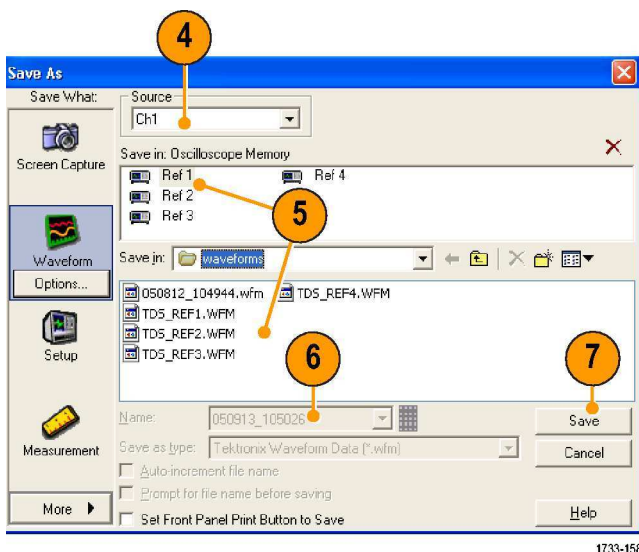 4
Save As
Save What:
Source
Ch1
Screen Capture
Save in: Oscilloscope Memory
Ref 1
Ref 4
Ref 2
Ref 3
5
Waveform
Options...
Save in:
waveforms
050812_104944.wfm
TDS_REF4.WFM
TDS_REF1.WFM
TDS_REF2.WFM
TDS_REF3.WFM
Setup
6
7
Name:
050913_105026
Save
Measurement
Save as type:
Tektronix Waveform Data (*.wfm)
Cancel
Auto-increment file name
Prompt for file name before saving
More
Set Front Panel Print Button to Save
Help
1733-158